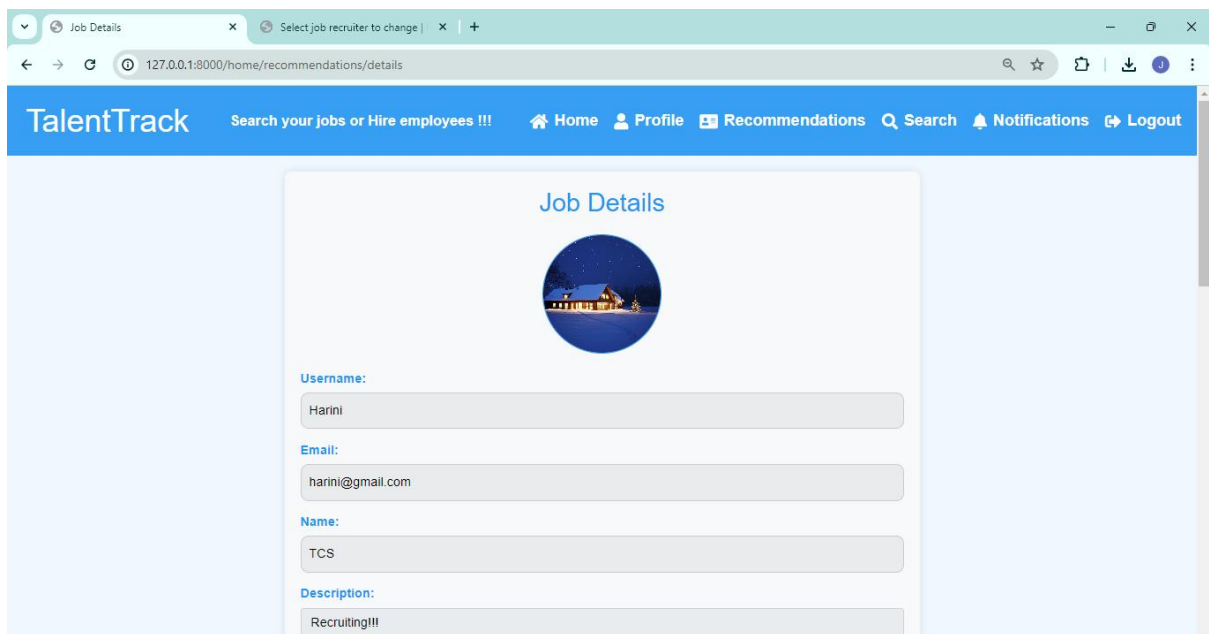 Job Details
Select job recruiter to change |
127.0.0.1:8000/home/recommendations/details
J
TalentTrack Search your jobs or Hire employees !!! Home Profile Recommendations Search Notifications Logout
Job Details
Username:
Harini
Email:
harini@gmail.com
Name:
TCS
Description:
Recruiting!!!